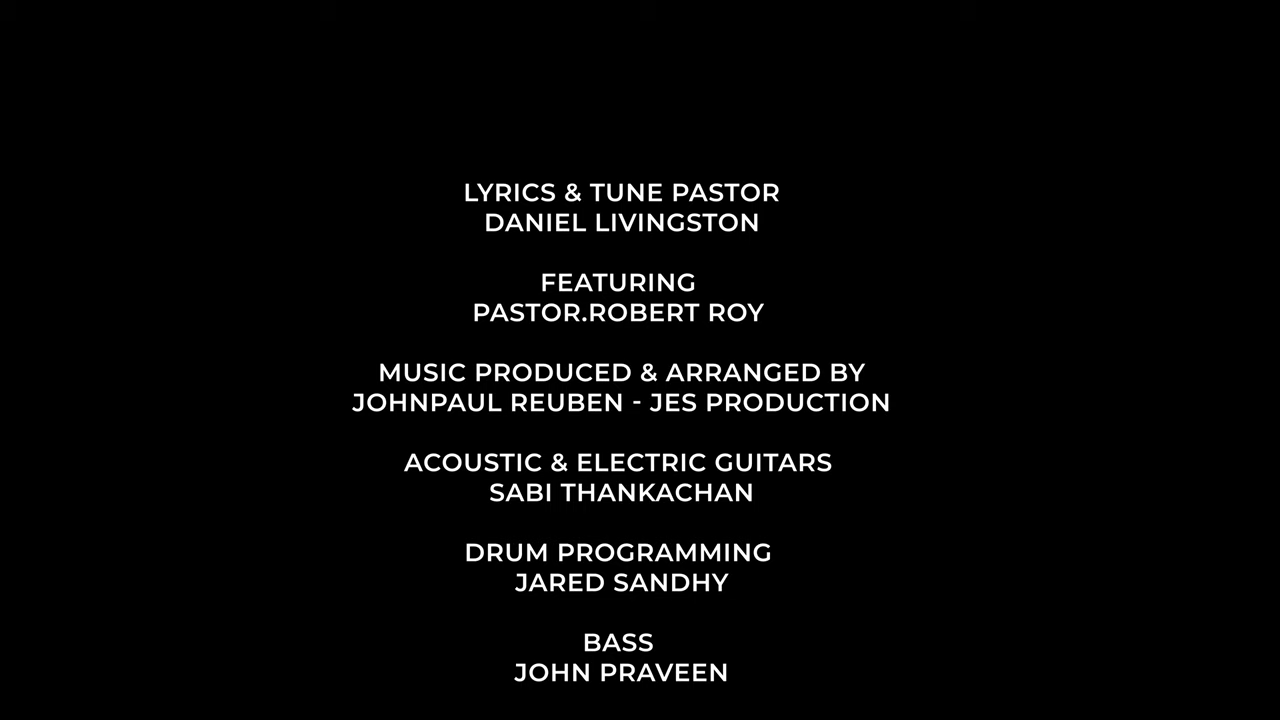 LYRICS & TUNE PASTOR
DANIEL LIVINGSTON
FEATURING
PASTOR.ROBERT ROY
MUSIC PRODUCED & ARRANGED BY
JOHNPAUL REUBEN - JES PRODUCTION
ACOUSTIC & ELECTRIC GUITARS
SABI THANKACHAN
DRUM PROGRAMMING
JARED SANDHY
BASS
JOHN PRAVEEN